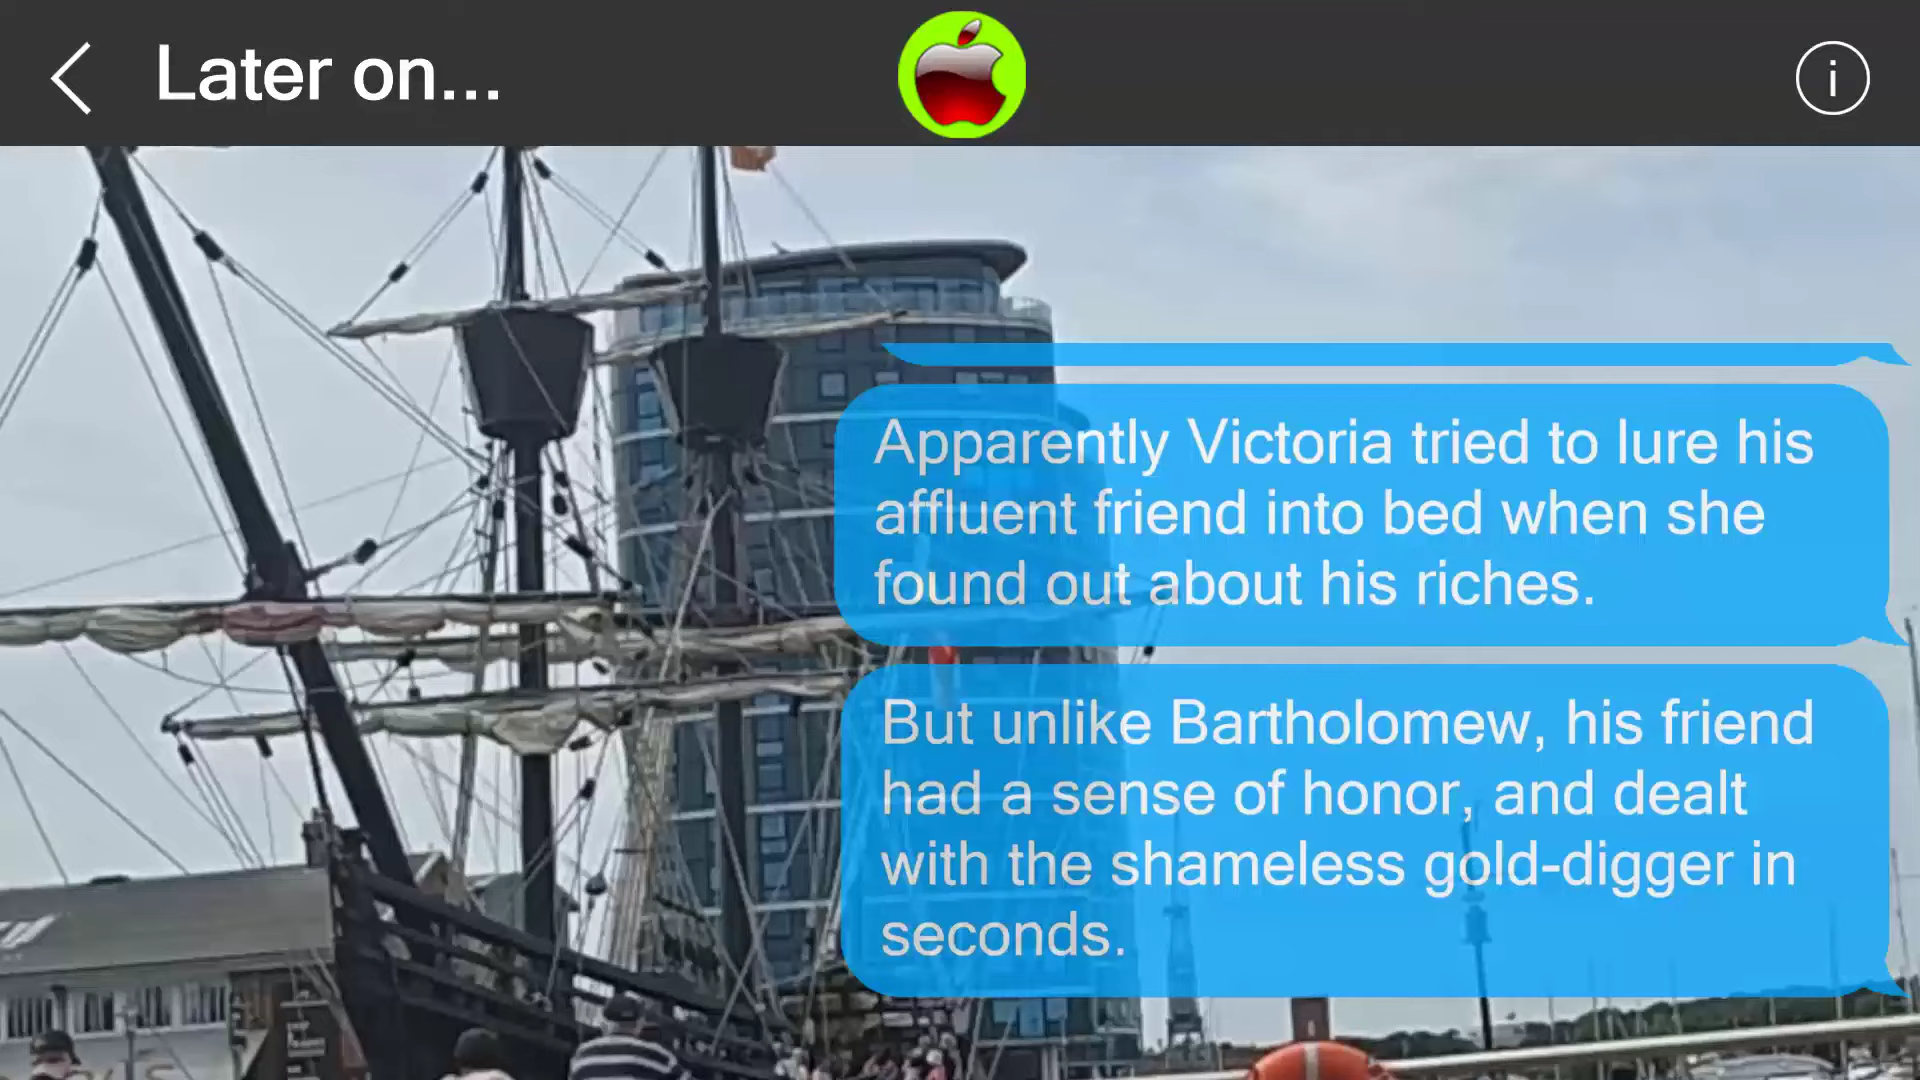 Later on...
i
Apparently Victoria tried to lure his
affluent friend into bed when she
found out about his riches.
But unlike Bartholomew, his friend
had a sense of honor, and dealt
with the shameless gold-digger in
seconds.